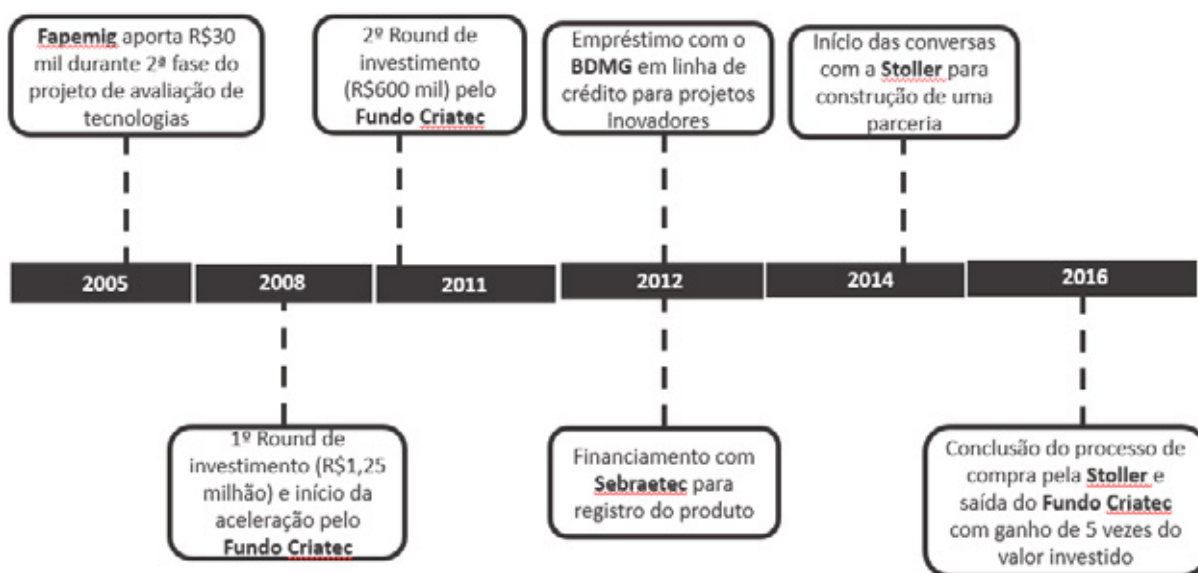 Fapemig aporta R$30
mil durante 2ª fase do
projeto de avaliação de
tecnologias
2º Round de
investimento
(R$600 mil) pelo
Fundo Criatec
Empréstimo com o
BDMG em linha de
crédito para projetos
inovadores
Início das conversas
com a Stoller para
construção de uma
parceria
2005
2008
2011
2012
2014
2016
1º Round de
investimento (R$1,25
milhão) e início da
aceleração pelo
Fundo Criatec
Financiamento com
Sebraetec para
registro do produto
Conclusão do processo de
compra pela Stoller e
saída do Fundo Criatec
com ganho de 5 vezes do
valor investido